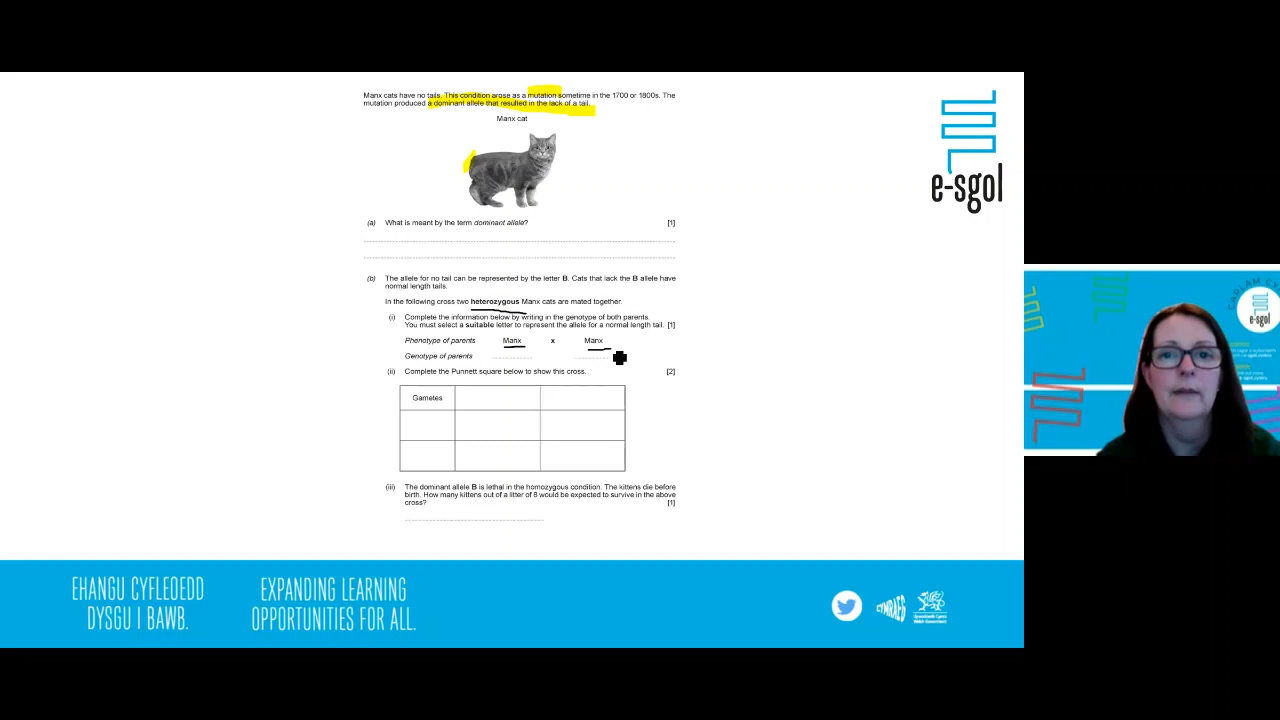 Manx cats have no tails. This condition arose as a mutation sometime in the 1700 or 1800s. The
mutation produced a dominant allele that resulted in the lack of a tail.
Manx cat
(a) What is meant by the term dominant allele? [1]
(b) The allele for no tail can be represented by the letter B. Cats that lack the B allele have
normal length tails.
In the following cross two heterozygous Manx cats are mated together.
(i) Complete the information below by writing in the genotype of both parents.
You must select a suitable letter to represent the allele for a normal length tail. [1]
Phenotype of parents Manx x Manx
Genotype of parents
(ii) Complete the Punnett square below to show this cross. [2]
Gametes
(iii) The dominant allele B is lethal in the homozygous condition. The kittens die before
birth. How many kittens out of a litter of 8 would be expected to survive in the above
cross? [1]
e-sgol
e-sgol
EHANGU CYFLEOEDD
DYSGU I BAWB.
EXPANDING LEARNING
OPPORTUNITIES FOR ALL.
CYMRAEG
Llywodraeth Cymru
Welsh Government